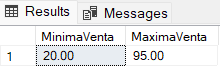 Results Messages
MinimaVenta MaximaVenta
1 20.00 95.00